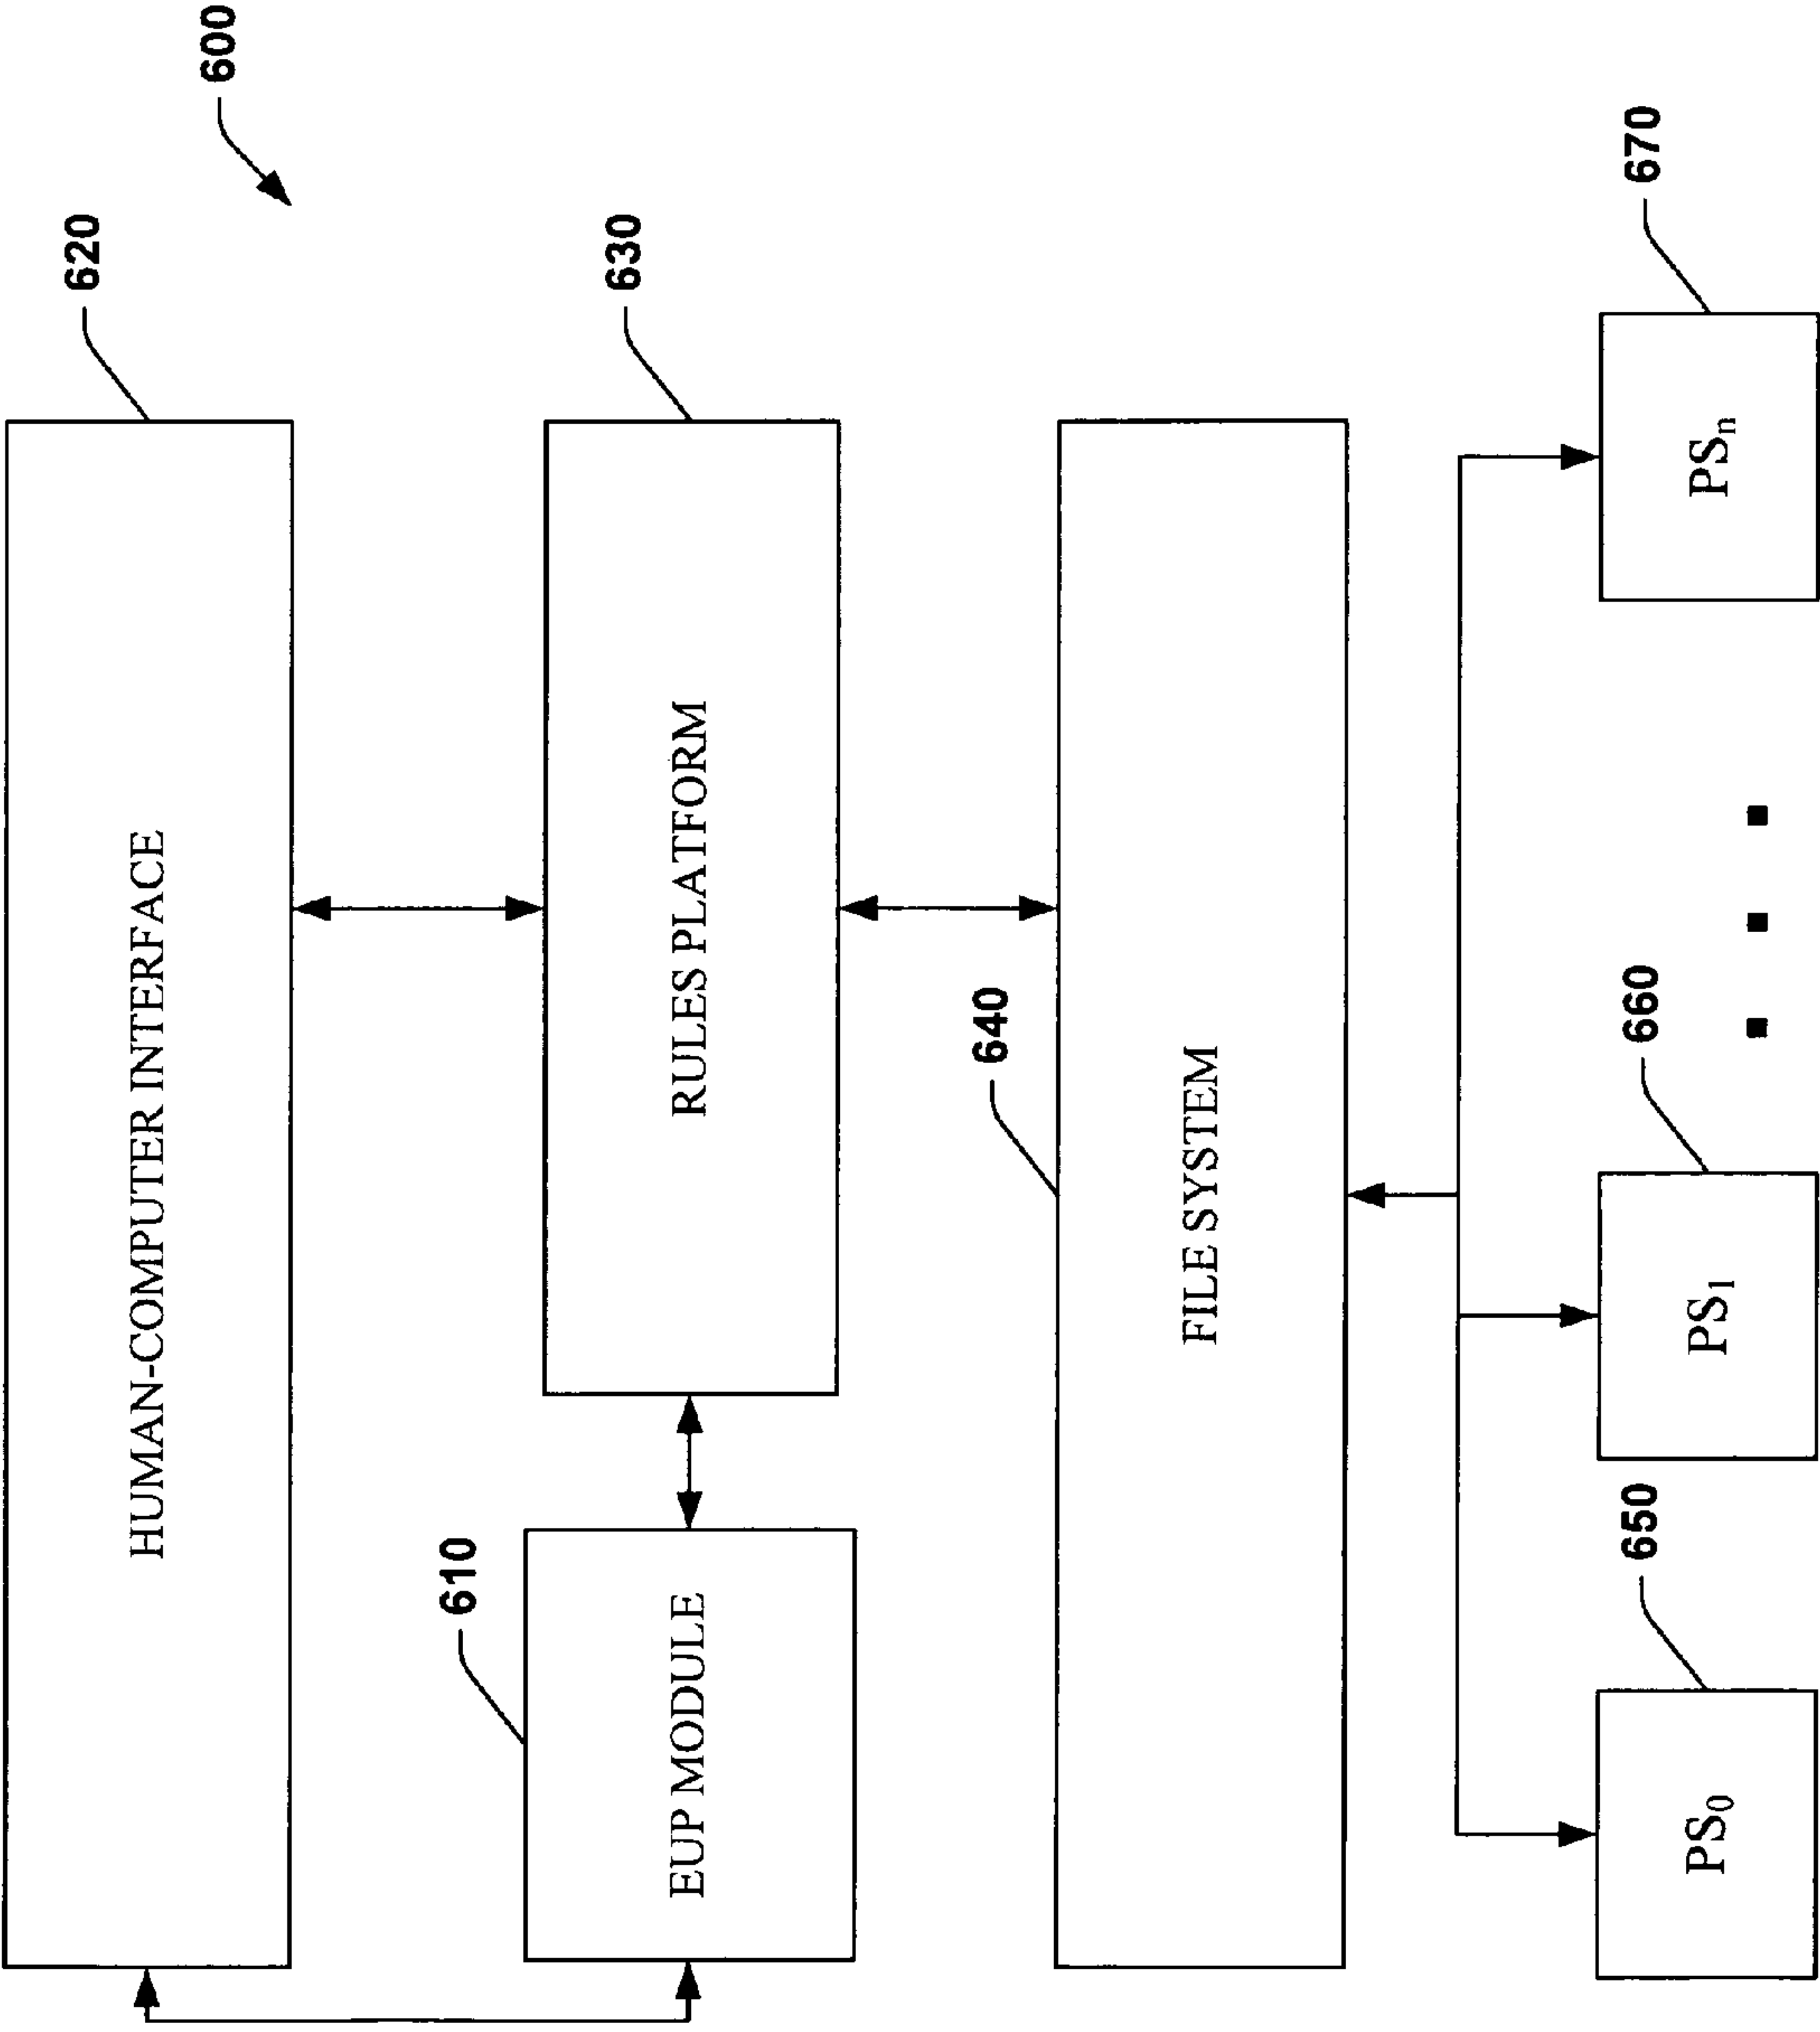 600
620
HUMAN-COMPUTER INTERFACE
610
630
EUP MODULE
RULES PLATFORM
640
FILE SYSTEM
650
660
670
PS₀
PS₁
PSₙ